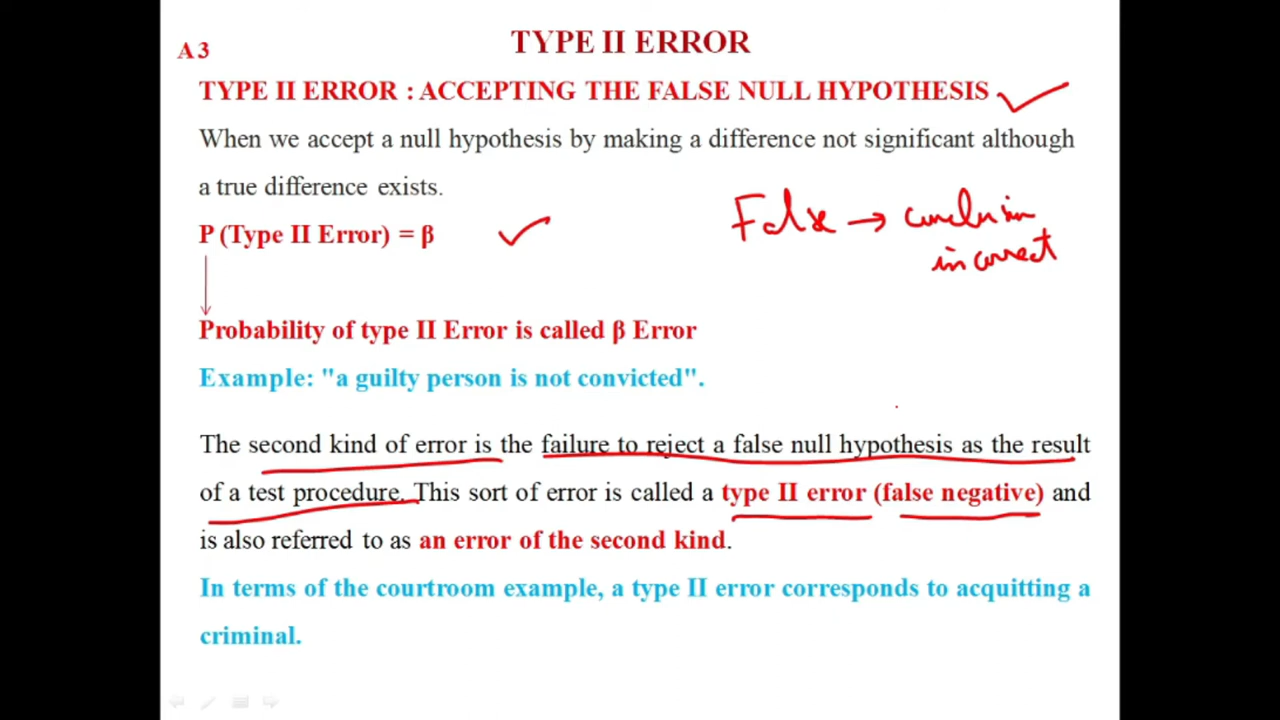 TYPE II ERROR
A 3
TYPE II ERROR : ACCEPTING THE FALSE NULL HYPOTHESIS
When we accept a null hypothesis by making a difference not significant although
a true difference exists.
False → conclusion
incorrect
P (Type II Error) = β
Probability of type II Error is called β Error
Example: "a guilty person is not convicted".
The second kind of error is the failure to reject a false null hypothesis as the result
of a test procedure. This sort of error is called a type II error (false negative) and
is also referred to as an error of the second kind.
In terms of the courtroom example, a type II error corresponds to acquitting a
criminal.